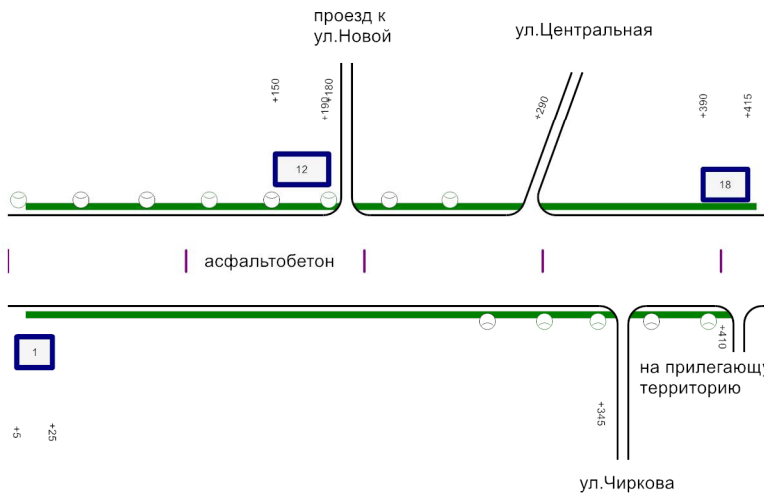 проезд к
ул.Новой
ул.Центральная
+150
+180
+190
+290
+390
+415
12
18
асфальтобетон
1
+410
на прилегающу
территорию
+5
+25
+345
ул.Чиркова